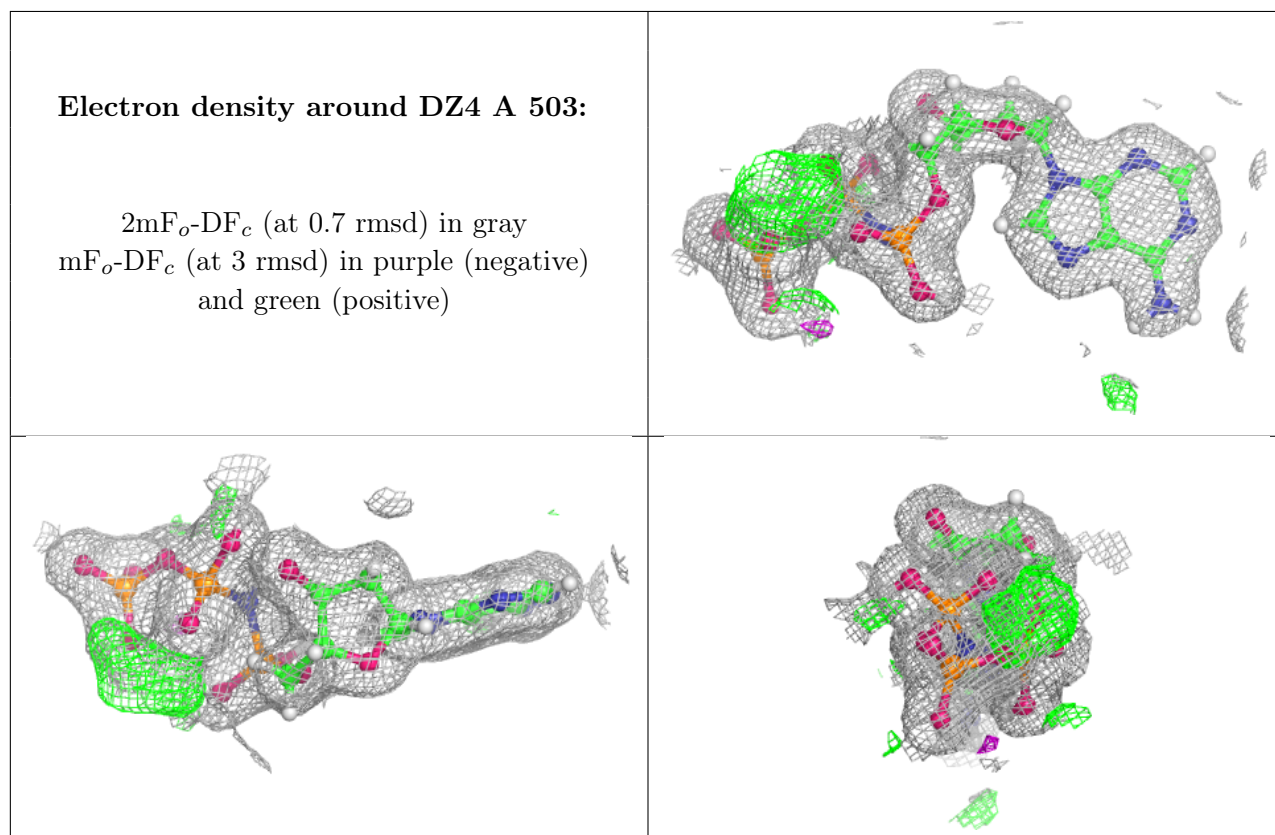 Electron density around DZ4 A 503:
2mFo-DFc (at 0.7 rmsd) in gray
mFo-DFc (at 3 rmsd) in purple (negative)
and green (positive)